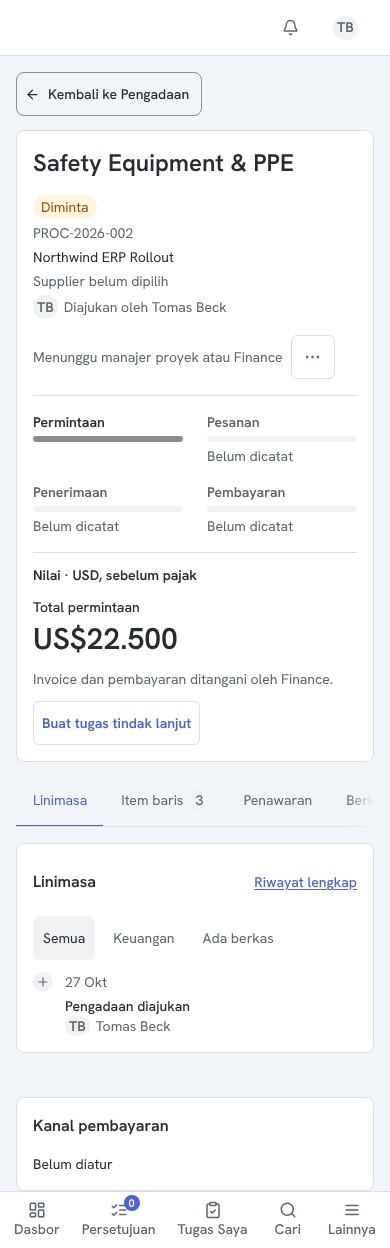 TB
Kembali ke Pengadaan
Safety Equipment & PPE
Diminta
PROC-2026-002
Northwind ERP Rollout
Supplier belum dipilih
TB Diajukan oleh Tomas Beck
Menunggu manajer proyek atau Finance
Permintaan
Pesanan
Belum dicatat
Penerimaan
Belum dicatat
Pembayaran
Belum dicatat
Nilai · USD, sebelum pajak
Total permintaan
US$22.500
Invoice dan pembayaran ditangani oleh Finance.
Buat tugas tindak lanjut
Linimasa Item baris 3 Penawaran Berk
Linimasa
Riwayat lengkap
Semua Keuangan Ada berkas
27 Okt
Pengadaan diajukan
TB Tomas Beck
Kanal pembayaran
Belum diatur
0
Dasbor Persetujuan Tugas Saya Cari Lainnya